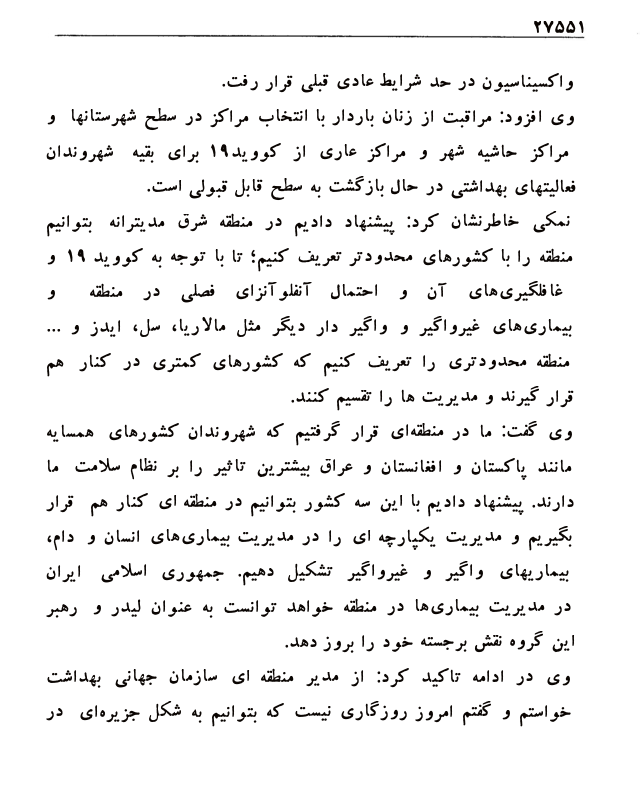 ۲۷۵۵۱
واکسیناسیون در حد شرایط عادی قبلی قرار رفت.
وی افزود: مراقبت از زنان باردار با انتخاب مراکز در سطح شهرستانها و
مراکز حاشیه شهر و مراکز عاری از کووید۱۹ برای بقیه شهروندان
فعالیتهای بهداشتی در حال بازگشت به سطح قابل قبولی است.
نمکی خاطرنشان کرد: پیشنهاد دادیم در منطقه شرق مدیترانه بتوانیم
منطقه را با کشورهای محدودتر تعریف کنیم؛ تا با توجه به کووید ۱۹ و
غافلگیری‌های آن و احتمال آنفلوآنزای فصلی در منطقه و
بیماری‌های غیرواگیر و واگیر دار دیگر مثل مالاریا، سل، ایدز و ...
منطقه محدودتری را تعریف کنیم که کشورهای کمتری در کنار هم
قرار گیرند و مدیریت ها را تقسیم کنند.
وی گفت: ما در منطقه‌ای قرار گرفتیم که شهروندان کشورهای همسایه
مانند پاکستان و افغانستان و عراق بیشترین تاثیر را بر نظام سلامت ما
دارند. پیشنهاد دادیم با این سه کشور بتوانیم در منطقه ای کنار هم قرار
بگیریم و مدیریت یکپارچه ای را در مدیریت بیماری‌های انسان و دام،
بیماریهای واگیر و غیرواگیر تشکیل دهیم. جمهوری اسلامی ایران
در مدیریت بیماری‌ها در منطقه خواهد توانست به عنوان لیدر و رهبر
این گروه نقش برجسته خود را بروز دهد.
وی در ادامه تاکید کرد: از مدیر منطقه ای سازمان جهانی بهداشت
خواستم و گفتم امروز روزگاری نیست که بتوانیم به شکل جزیره‌ای در